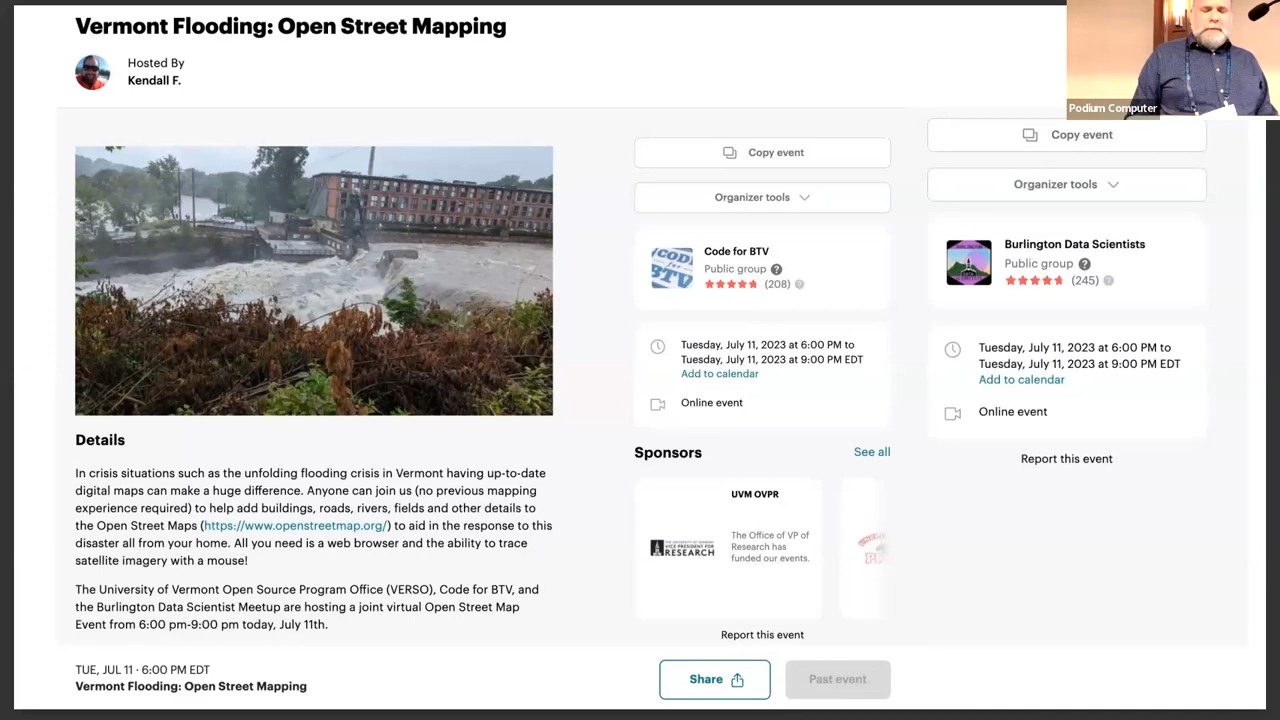 Vermont Flooding: Open Street Mapping
Hosted By
Kendall F.
Podium Computer
Copy event
Organizer tools
CODE
for
BTV
Code for BTV
Public group ?
(208) ?
Tuesday, July 11, 2023 at 6:00 PM to
Tuesday, July 11, 2023 at 9:00 PM EDT
Add to calendar
Online event
Sponsors See all
UVM OVPR
VICE PRESIDENT FOR
RESEARCH
The Office of VP of
Research has
funded our events.
Report this event
Copy event
Organizer tools
Burlington Data Scientists
Public group ?
(245) ?
Tuesday, July 11, 2023 at 6:00 PM to
Tuesday, July 11, 2023 at 9:00 PM EDT
Add to calendar
Online event
Report this event
Details
In crisis situations such as the unfolding flooding crisis in Vermont having up-to-date
digital maps can make a huge difference. Anyone can join us (no previous mapping
experience required) to help add buildings, roads, rivers, fields and other details to
the Open Street Maps (https://www.openstreetmap.org/) to aid in the response to this
disaster all from your home. All you need is a web browser and the ability to trace
satellite imagery with a mouse!
The University of Vermont Open Source Program Office (VERSO), Code for BTV, and
the Burlington Data Scientist Meetup are hosting a joint virtual Open Street Map
Event from 6:00 pm-9:00 pm today, July 11th.
TUE, JUL 11 · 6:00 PM EDT
Vermont Flooding: Open Street Mapping
Share
Past event